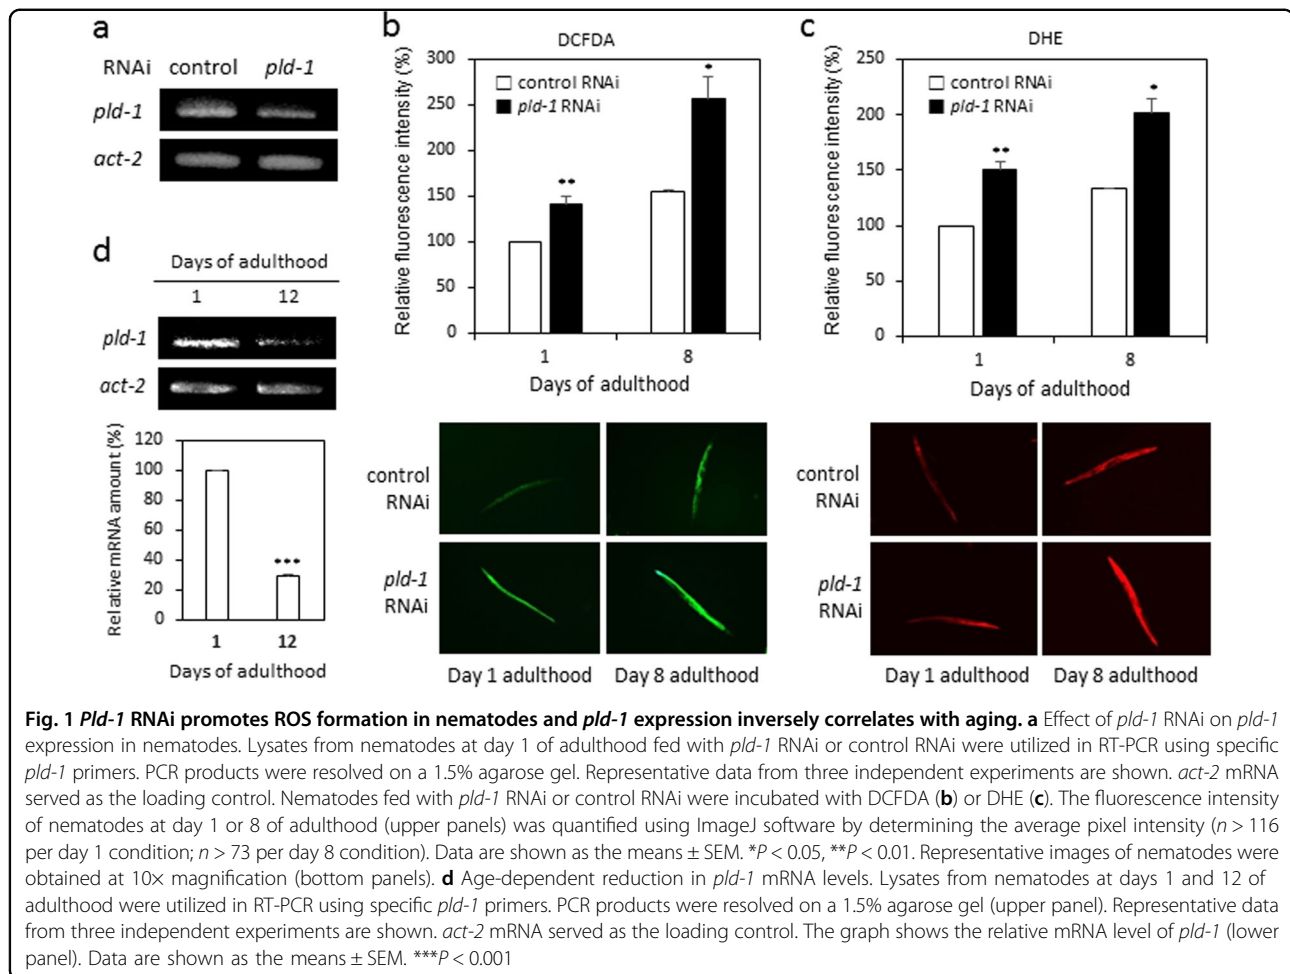 a
RNAi control pld-1
pld-1
act-2
b
DCFDA
Relative fluorescence intensity (%)
300
250
200
150
100
50
0
control RNAi
pld-1 RNAi
**
*
1 8
Days of adulthood
control
RNAi
pld-1
RNAi
Day 1 adulthood Day 8 adulthood
c
DHE
Relative fluorescence intensity (%)
250
200
150
100
50
0
control RNAi
pld-1 RNAi
**
*
1 8
Days of adulthood
control
RNAi
pld-1
RNAi
Day 1 adulthood Day 8 adulthood
d
Days of adulthood
1 12
pld-1
act-2
Relative mRNA amount (%)
120
100
80
60
40
20
0
***
1 12
Days of adulthood
Fig. 1 Pld-1 RNAi promotes ROS formation in nematodes and pld-1 expression inversely correlates with aging. a Effect of pld-1 RNAi on pld-1
expression in nematodes. Lysates from nematodes at day 1 of adulthood fed with pld-1 RNAi or control RNAi were utilized in RT-PCR using specific
pld-1 primers. PCR products were resolved on a 1.5% agarose gel. Representative data from three independent experiments are shown. act-2 mRNA
served as the loading control. Nematodes fed with pld-1 RNAi or control RNAi were incubated with DCFDA (b) or DHE (c). The fluorescence intensity
of nematodes at day 1 or 8 of adulthood (upper panels) was quantified using ImageJ software by determining the average pixel intensity (n > 116
per day 1 condition; n > 73 per day 8 condition). Data are shown as the means ± SEM. *P < 0.05, **P < 0.01. Representative images of nematodes were
obtained at 10× magnification (bottom panels). d Age-dependent reduction in pld-1 mRNA levels. Lysates from nematodes at days 1 and 12 of
adulthood were utilized in RT-PCR using specific pld-1 primers. PCR products were resolved on a 1.5% agarose gel (upper panel). Representative data
from three independent experiments are shown. act-2 mRNA served as the loading control. The graph shows the relative mRNA level of pld-1 (lower
panel). Data are shown as the means ± SEM. ***P < 0.001